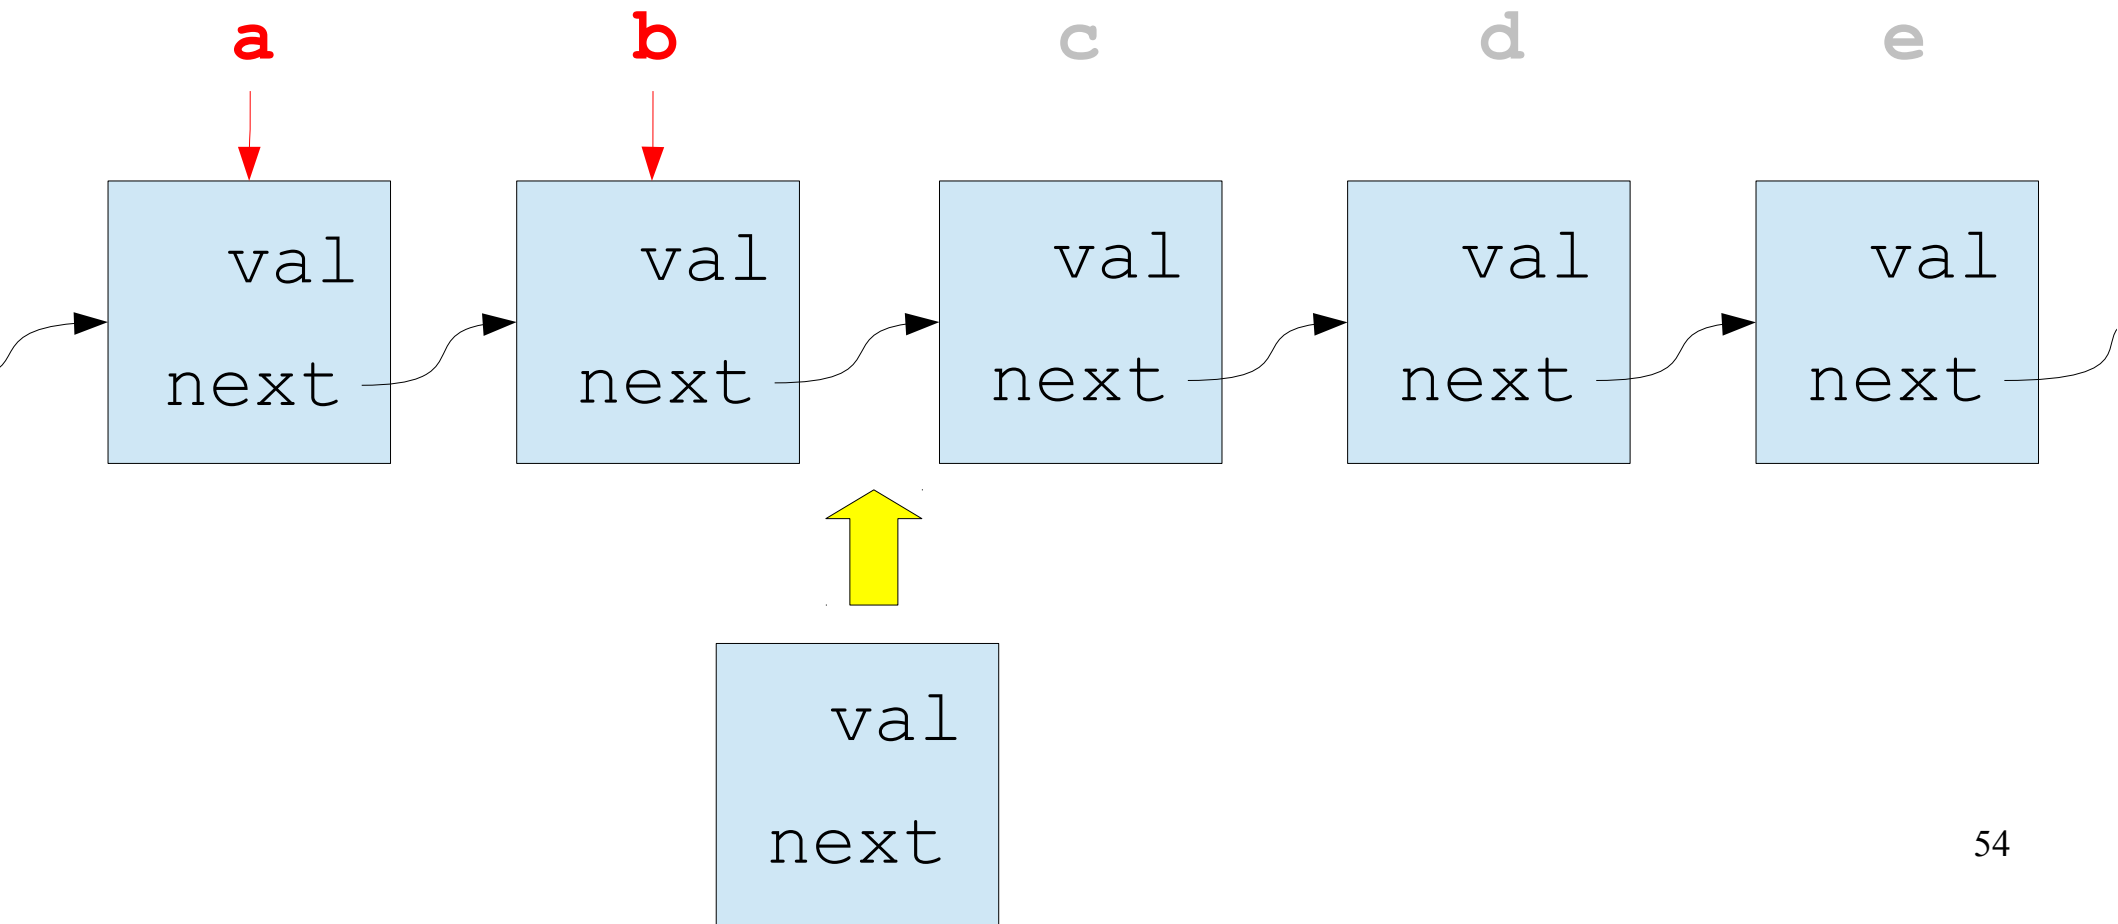 a b c d e
val val val val val
next next next next next
val
next
54